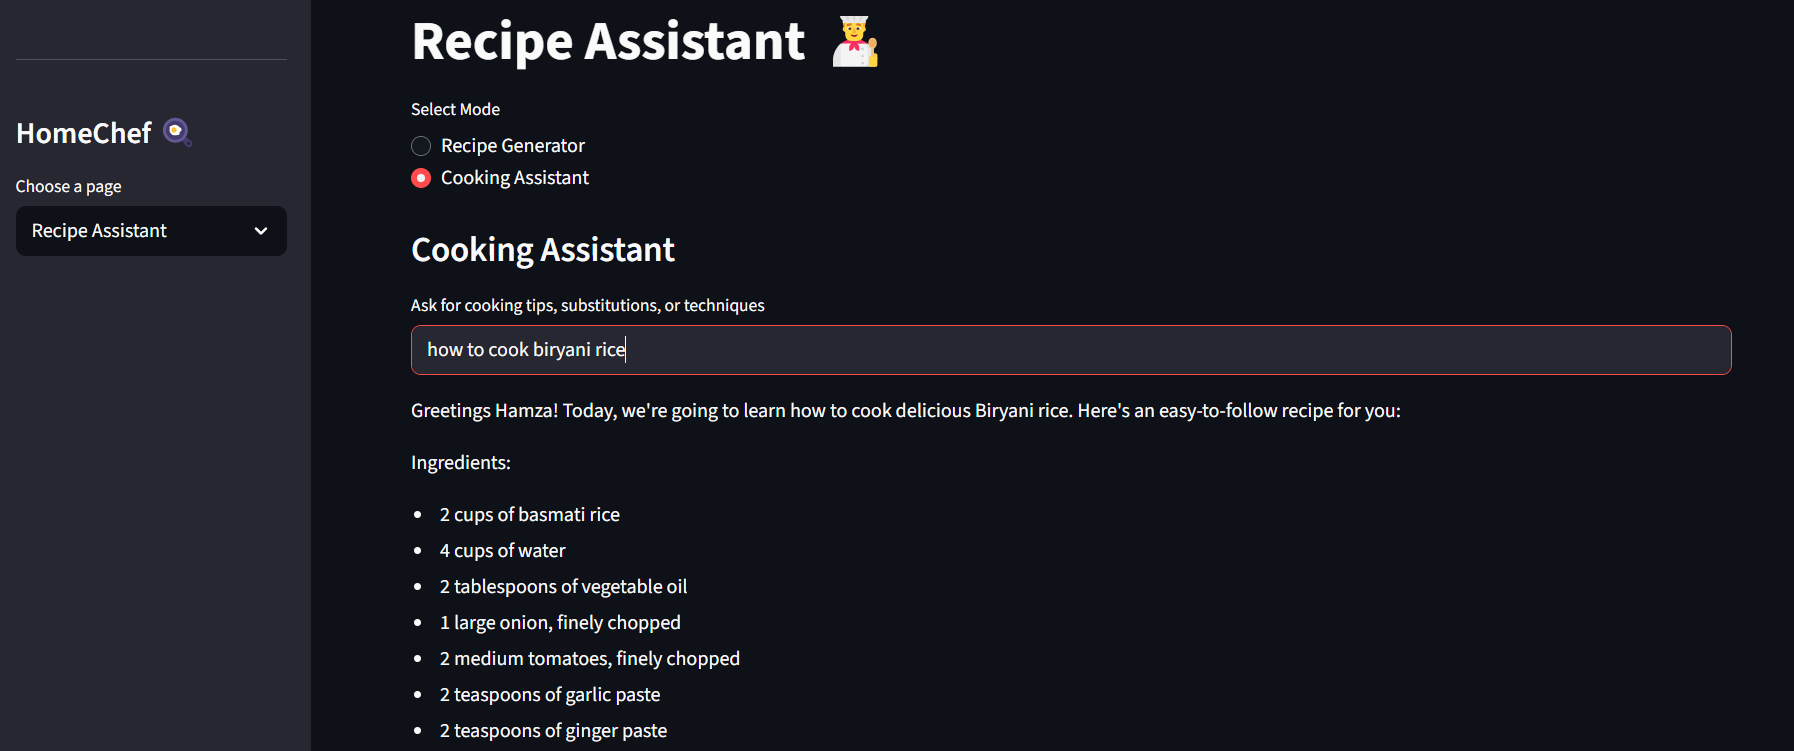 HomeChef
Choose a page
Recipe Assistant
Recipe Assistant
Select Mode
Recipe Generator
Cooking Assistant
Cooking Assistant
Ask for cooking tips, substitutions, or techniques
how to cook biryani rice
Greetings Hamza! Today, we're going to learn how to cook delicious Biryani rice. Here's an easy-to-follow recipe for you:
Ingredients:
• 2 cups of basmati rice
• 4 cups of water
• 2 tablespoons of vegetable oil
• 1 large onion, finely chopped
• 2 medium tomatoes, finely chopped
• 2 teaspoons of garlic paste
• 2 teaspoons of ginger paste